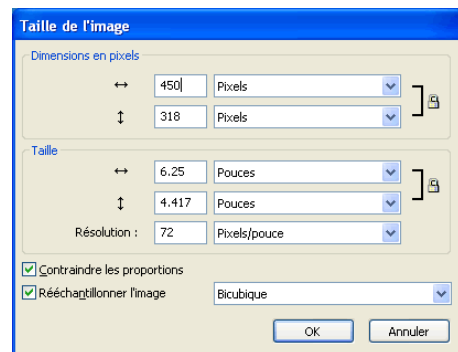 Taille de l'image
Dimensions en pixels
↔ 450 Pixels
↕ 318 Pixels
Taille
↔ 6.25 Pouces
↕ 4.417 Pouces
Résolution : 72 Pixels/pouce
Contraindre les proportions
Rééchantillonner l'image Bicubique
OK Annuler